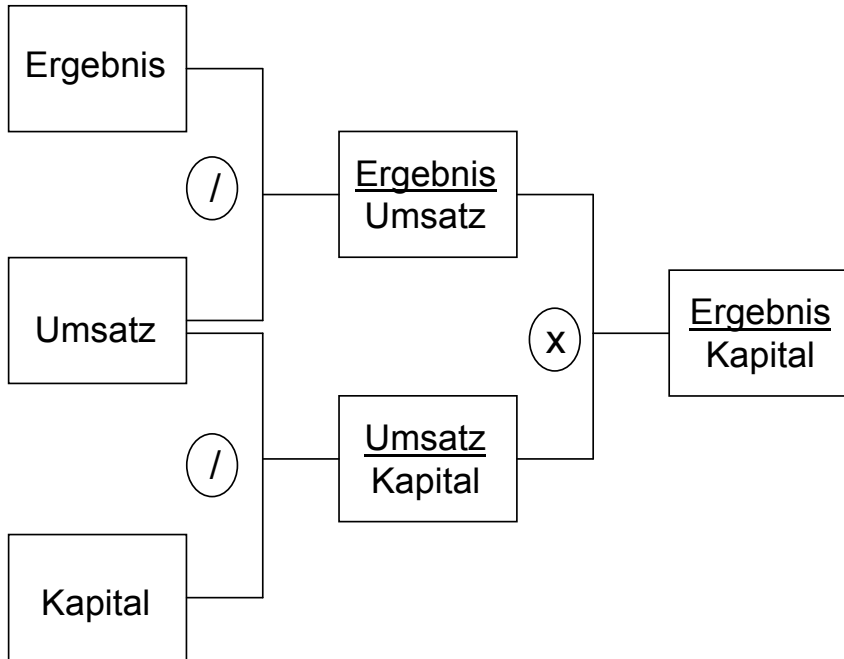 Ergebnis
/
Umsatz
/
Kapital
Ergebnis
Umsatz
Umsatz
Kapital
x
Ergebnis
Kapital